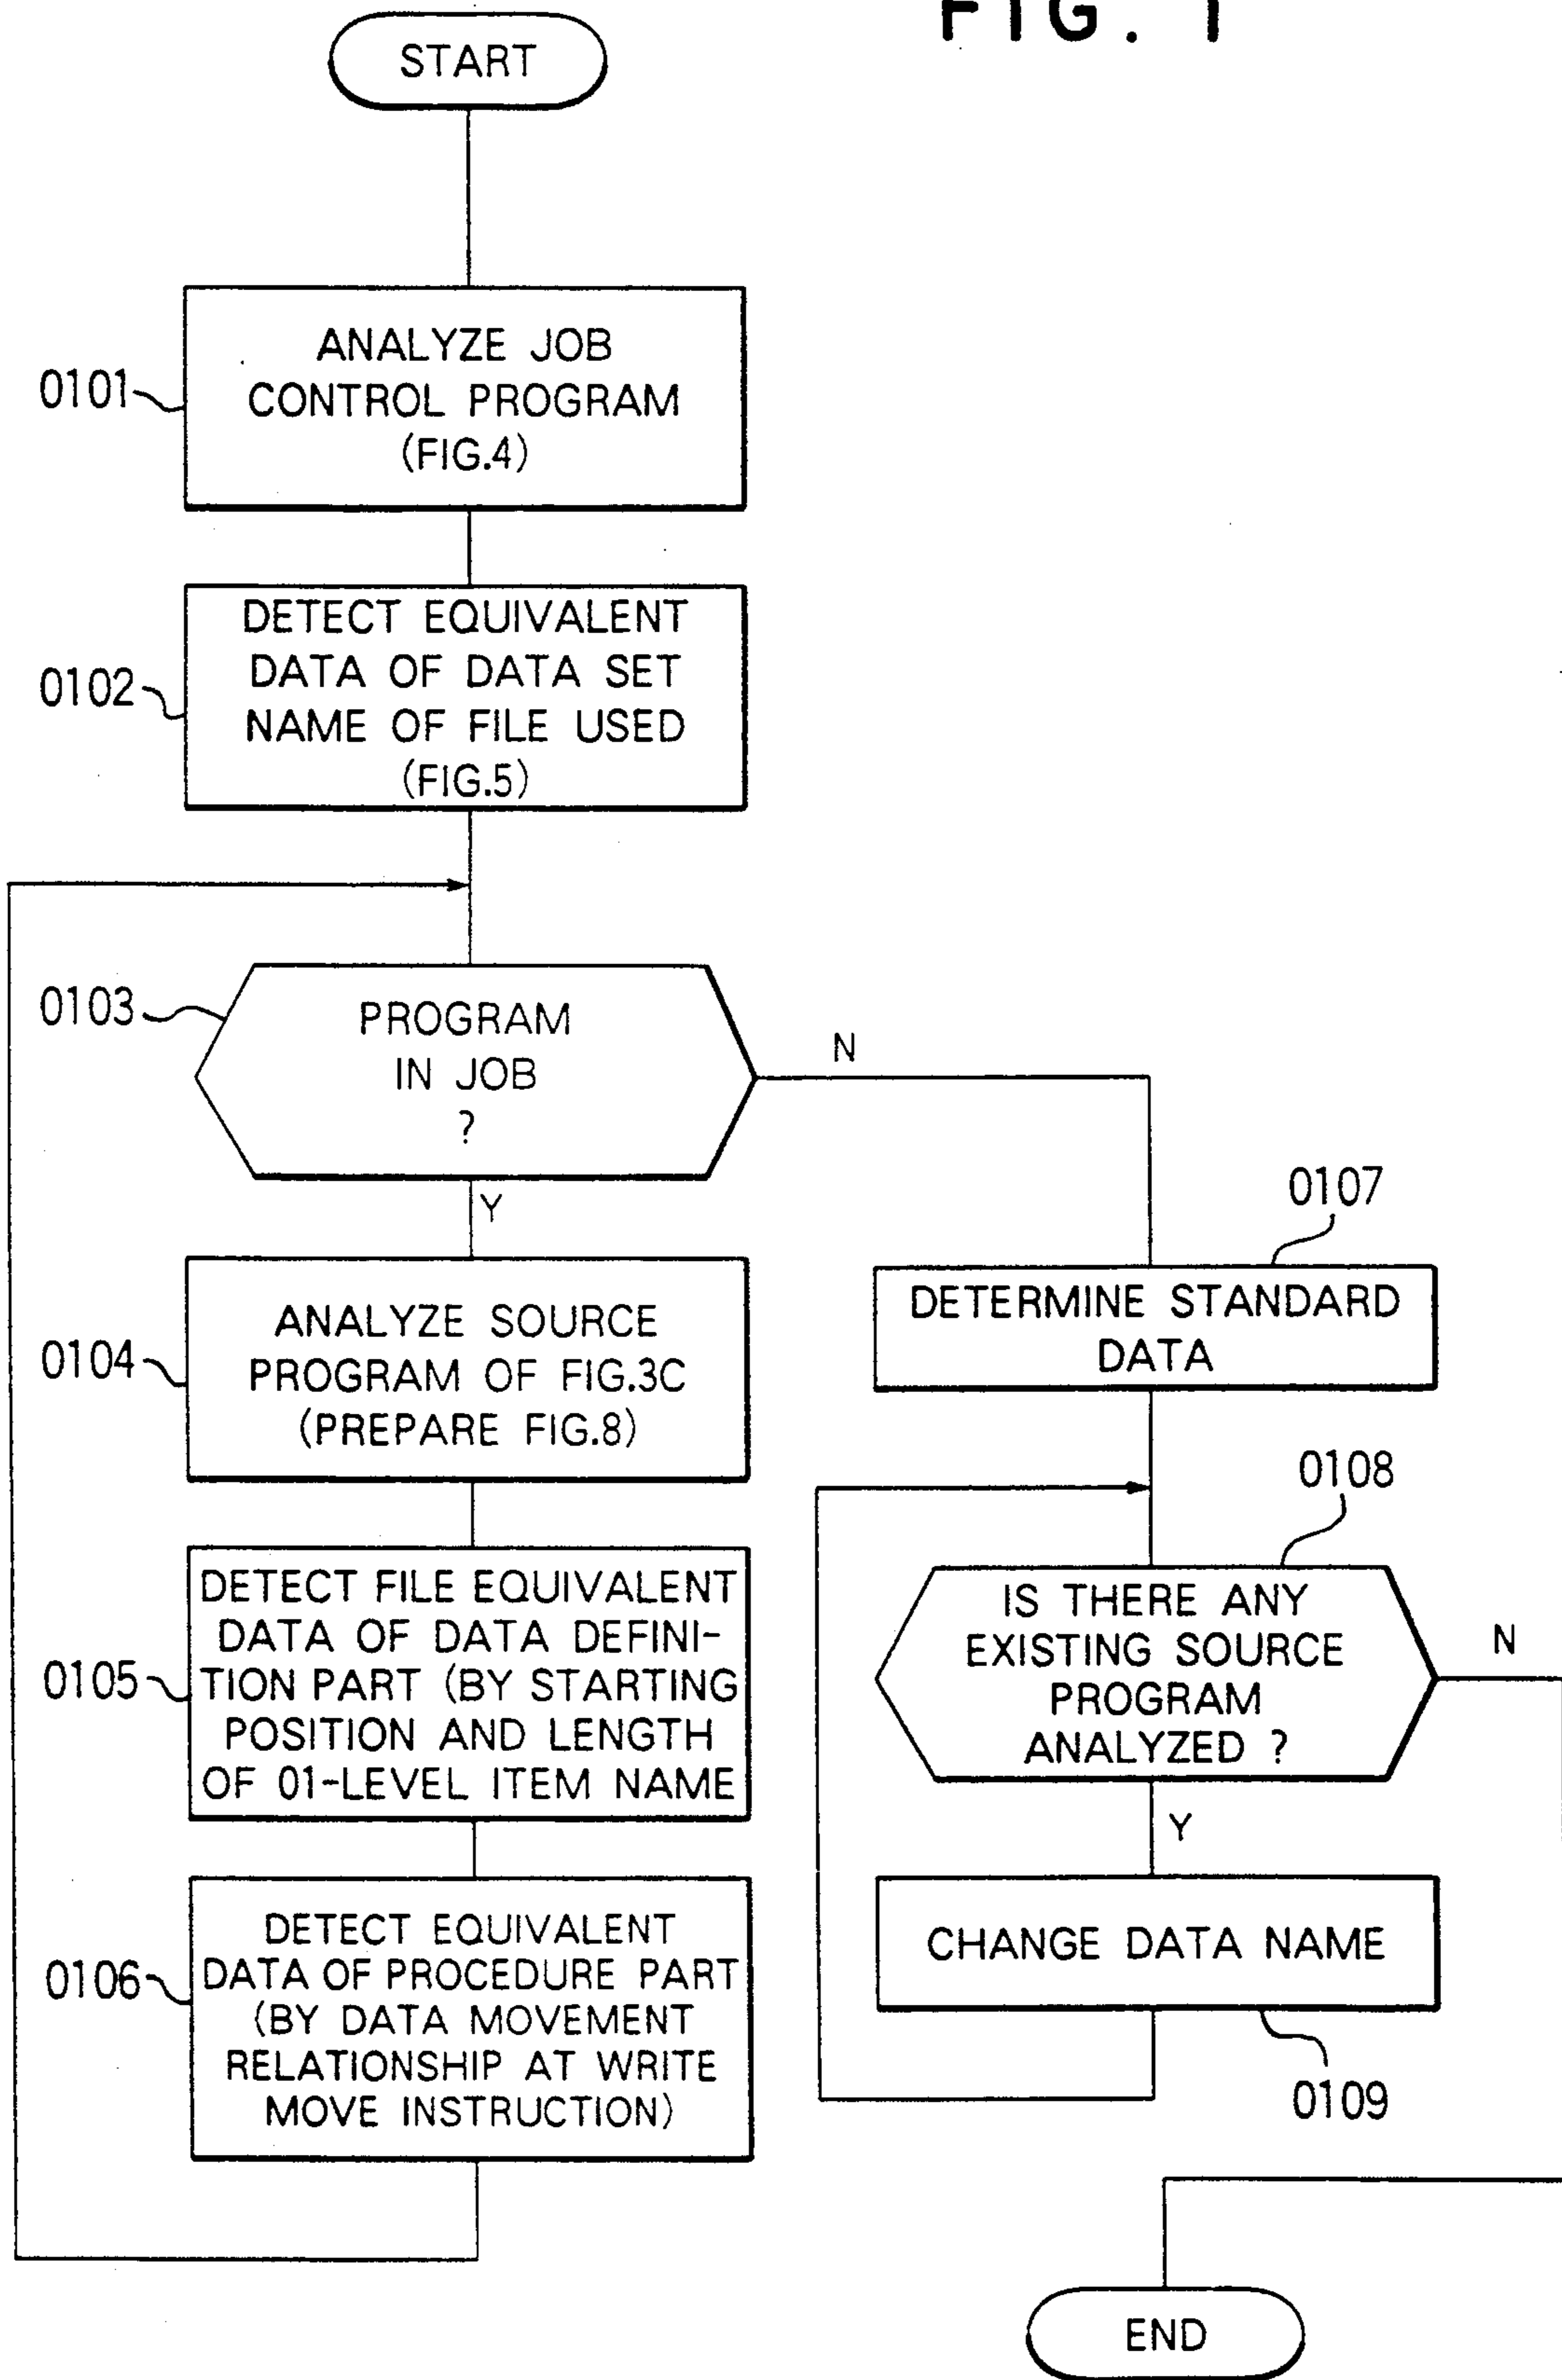 FIG. 1
START
0101
ANALYZE JOB
CONTROL PROGRAM
(FIG.4)
0102
DETECT EQUIVALENT
DATA OF DATA SET
NAME OF FILE USED
(FIG.5)
0103
PROGRAM
IN JOB
?
N
Y
0104
ANALYZE SOURCE
PROGRAM OF FIG.3C
(PREPARE FIG.8)
0105
DETECT FILE EQUIVALENT
DATA OF DATA DEFINI-
TION PART (BY STARTING
POSITION AND LENGTH
OF 01-LEVEL ITEM NAME
0106
DETECT EQUIVALENT
DATA OF PROCEDURE PART
(BY DATA MOVEMENT
RELATIONSHIP AT WRITE
MOVE INSTRUCTION)
0107
DETERMINE STANDARD
DATA
0108
IS THERE ANY
EXISTING SOURCE
PROGRAM
ANALYZED ?
N
Y
CHANGE DATA NAME
0109
END